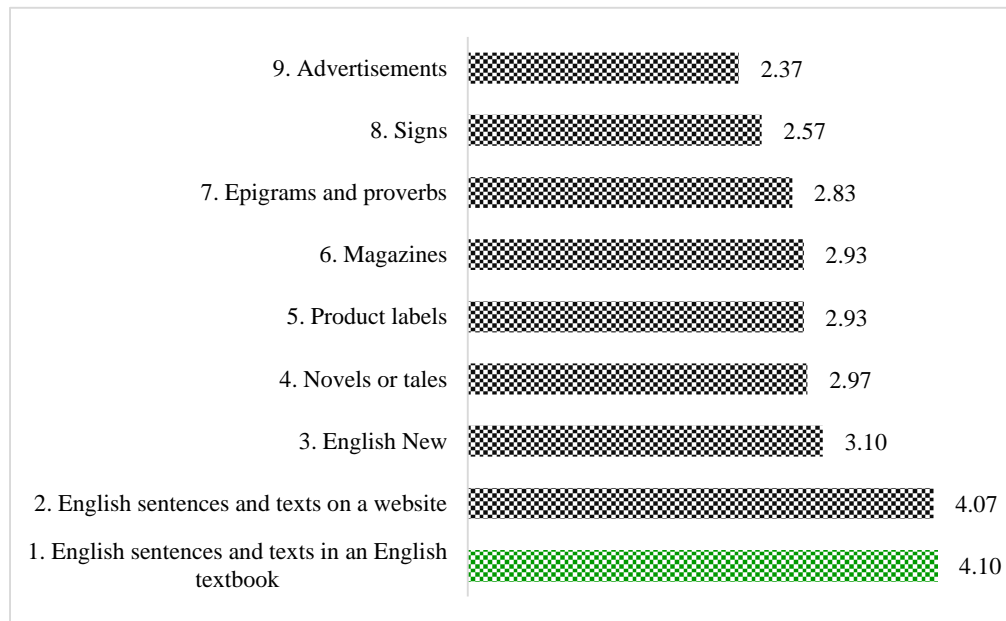 9. Advertisements 2.37
8. Signs 2.57
7. Epigrams and proverbs 2.83
6. Magazines 2.93
5. Product labels 2.93
4. Novels or tales 2.97
3. English New 3.10
2. English sentences and texts on a website 4.07
1. English sentences and texts in an English
textbook 4.10